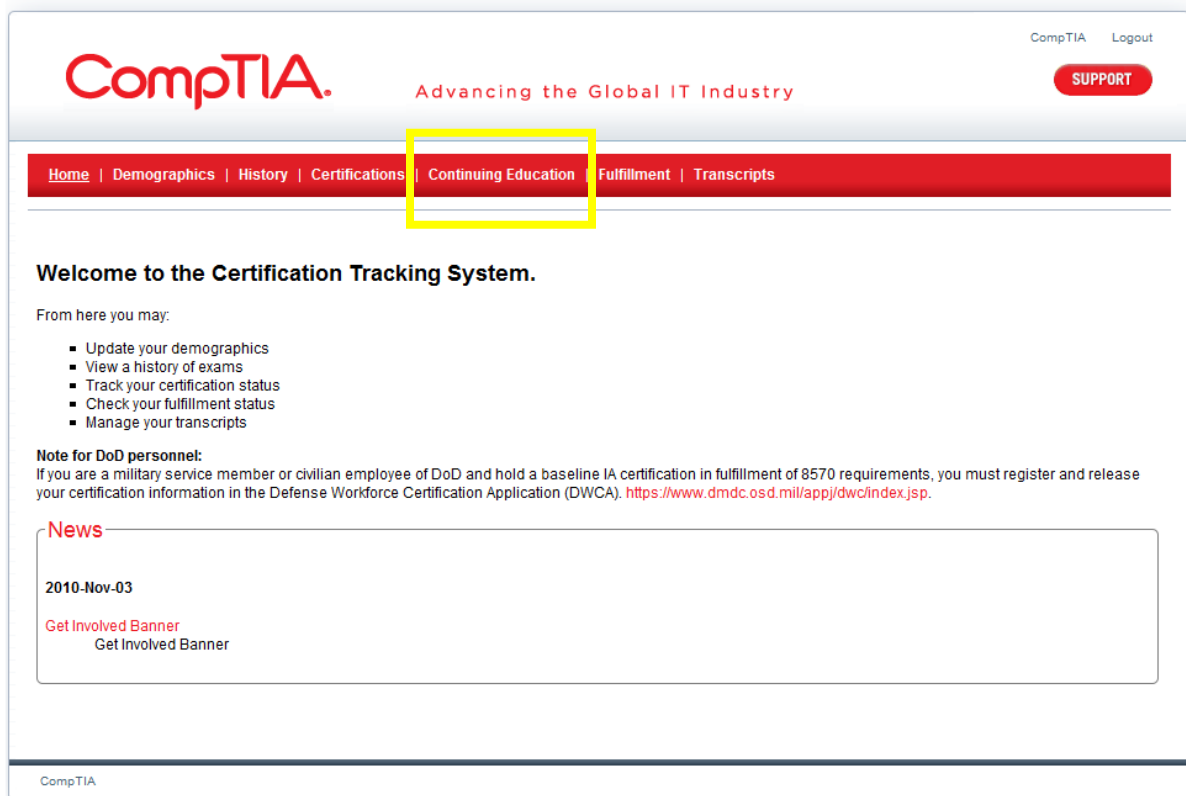 CompTIA Logout
CompTIA. Advancing the Global IT Industry
SUPPORT
Home | Demographics | History | Certifications | Continuing Education | Fulfillment | Transcripts
Welcome to the Certification Tracking System.
From here you may:
▪ Update your demographics
▪ View a history of exams
▪ Track your certification status
▪ Check your fulfillment status
▪ Manage your transcripts
Note for DoD personnel:
If you are a military service member or civilian employee of DoD and hold a baseline IA certification in fulfillment of 8570 requirements, you must register and release
your certification information in the Defense Workforce Certification Application (DWCA). https://www.dmdc.osd.mil/appj/dwc/index.jsp.
News
2010-Nov-03
Get Involved Banner
Get Involved Banner
CompTIA